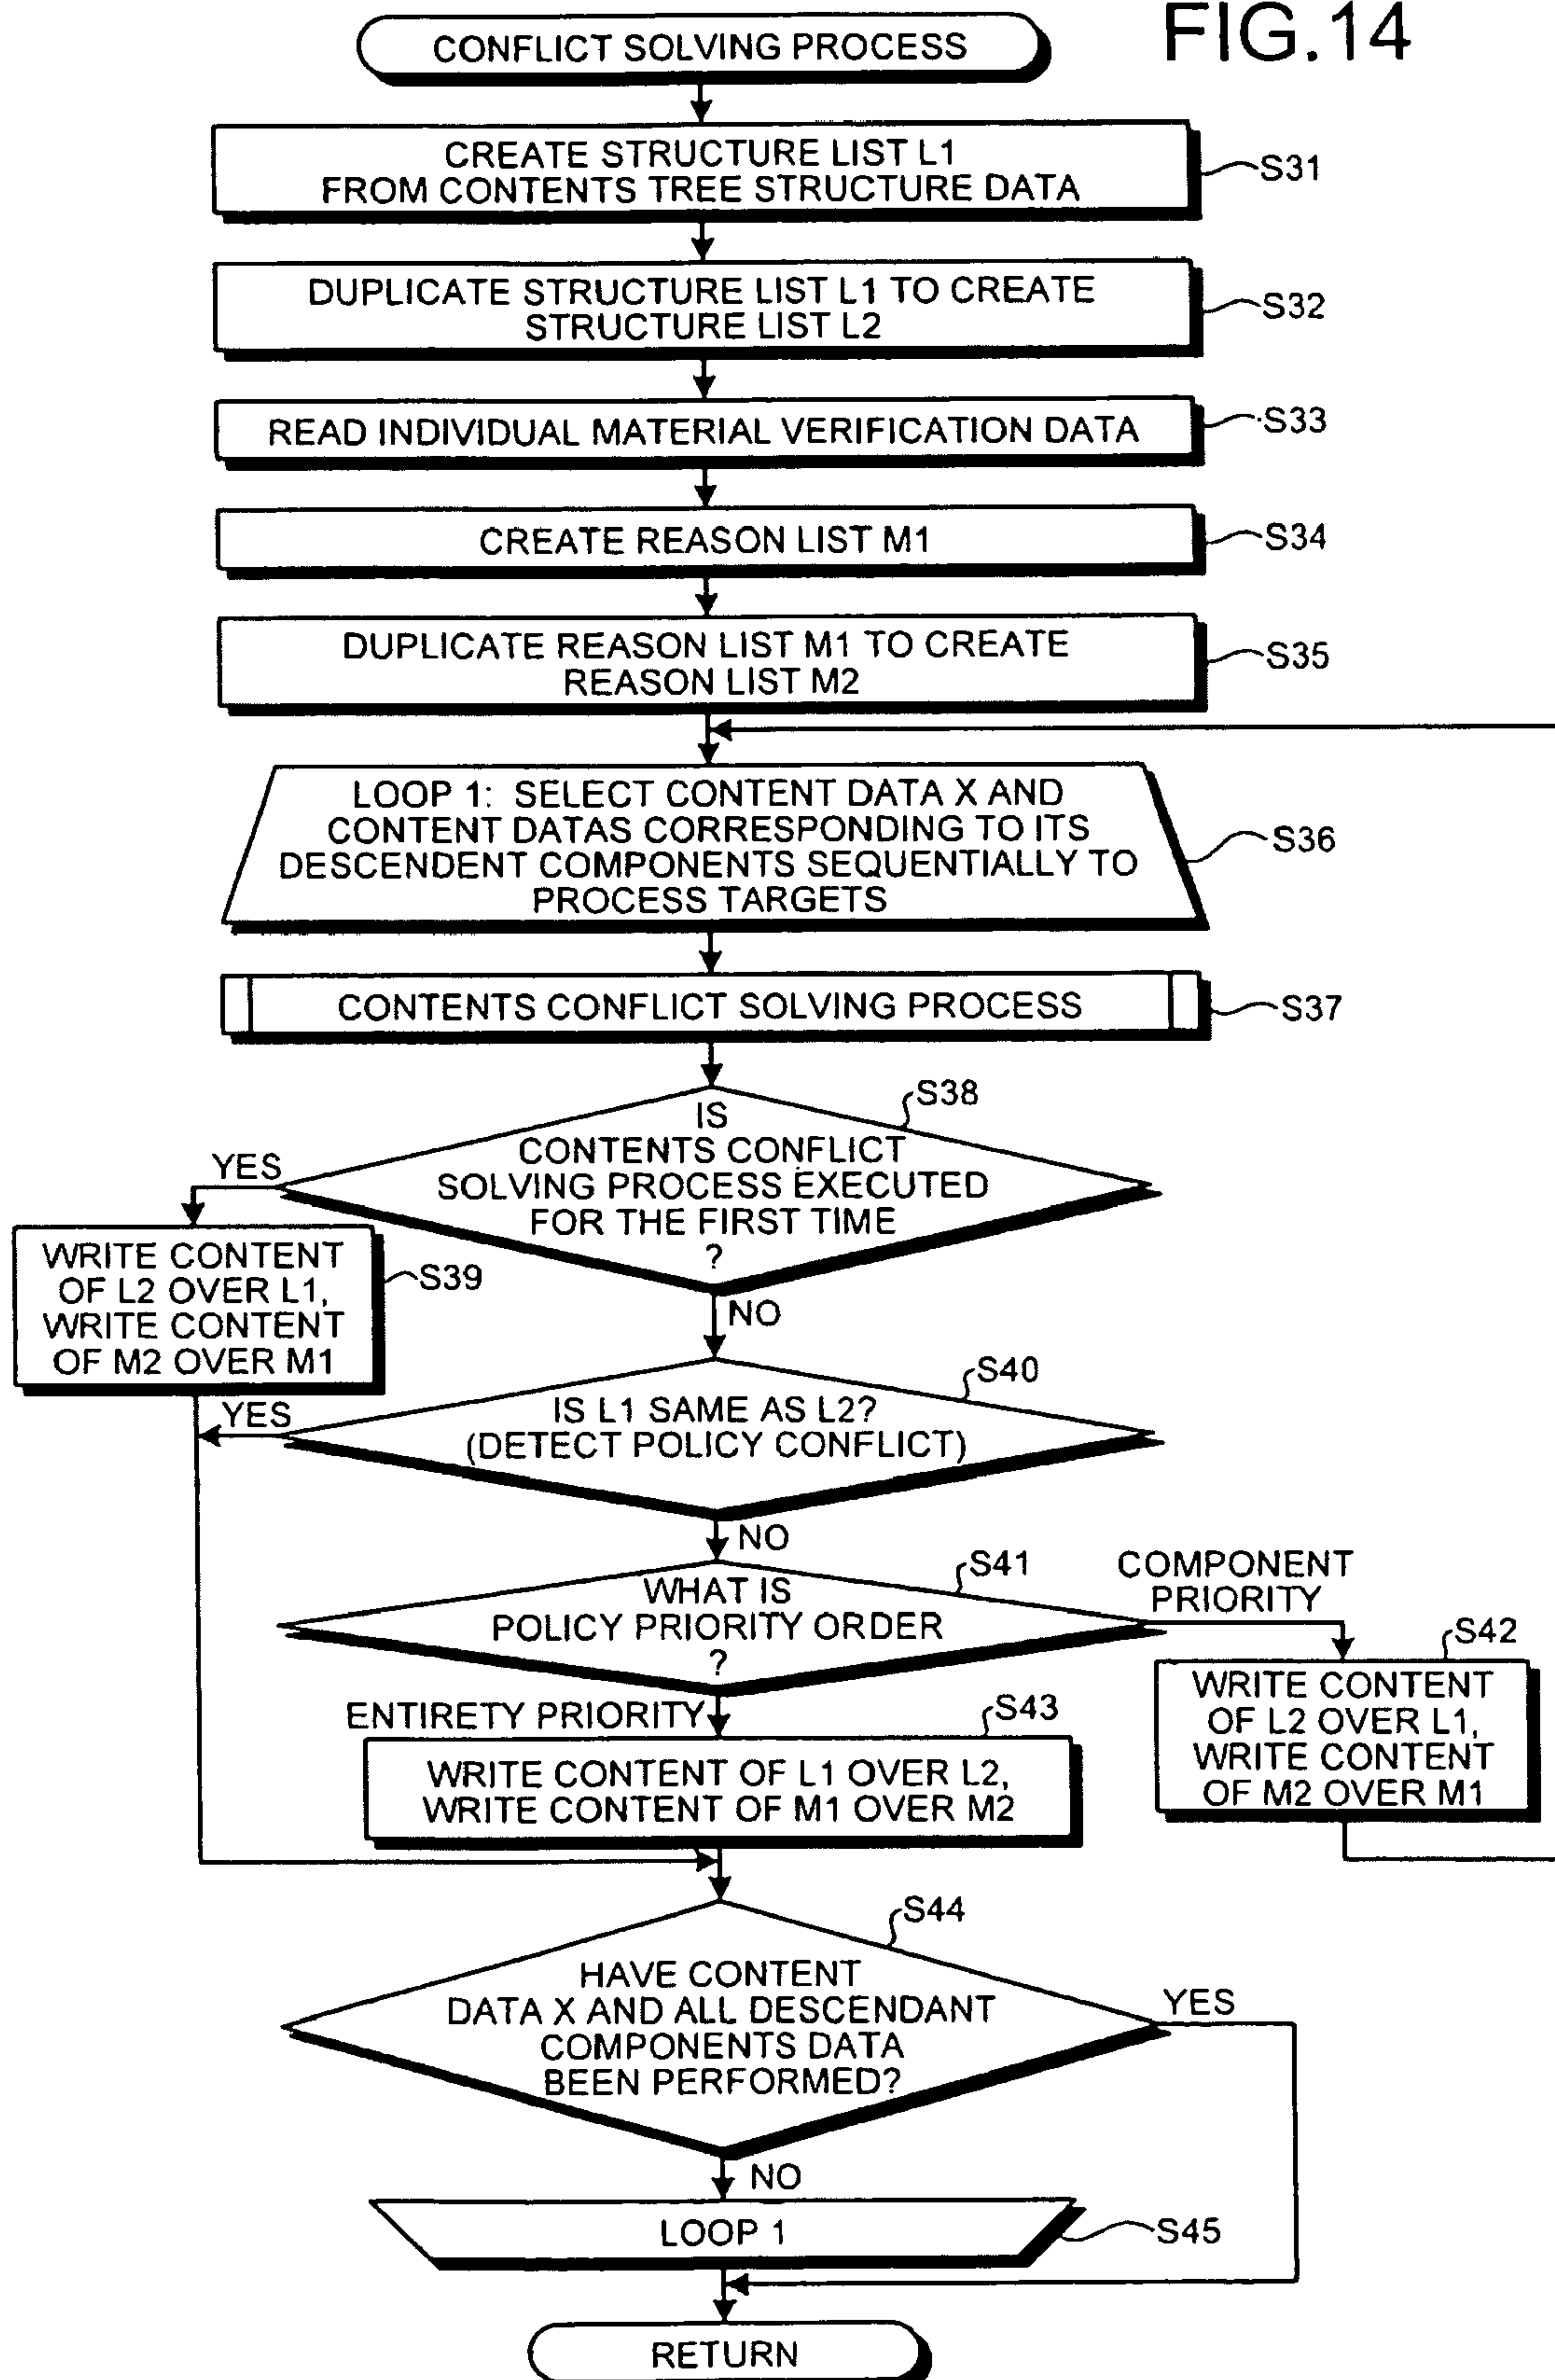 FIG.14
CONFLICT SOLVING PROCESS
CREATE STRUCTURE LIST L1
FROM CONTENTS TREE STRUCTURE DATA
S31
DUPLICATE STRUCTURE LIST L1 TO CREATE
STRUCTURE LIST L2
S32
READ INDIVIDUAL MATERIAL VERIFICATION DATA
S33
CREATE REASON LIST M1
S34
DUPLICATE REASON LIST M1 TO CREATE
REASON LIST M2
S35
LOOP 1: SELECT CONTENT DATA X AND
CONTENT DATAS CORRESPONDING TO ITS
DESCENDENT COMPONENTS SEQUENTIALLY TO
PROCESS TARGETS
S36
CONTENTS CONFLICT SOLVING PROCESS
S37
S38
IS
CONTENTS CONFLICT
SOLVING PROCESS EXECUTED
FOR THE FIRST TIME
?
YES
NO
WRITE CONTENT
OF L2 OVER L1,
WRITE CONTENT
OF M2 OVER M1
S39
S40
IS L1 SAME AS L2?
(DETECT POLICY CONFLICT)
YES
NO
S41
WHAT IS
POLICY PRIORITY ORDER
?
COMPONENT
PRIORITY
S42
WRITE CONTENT
OF L2 OVER L1,
WRITE CONTENT
OF M2 OVER M1
ENTIRETY PRIORITY
S43
WRITE CONTENT OF L1 OVER L2,
WRITE CONTENT OF M1 OVER M2
S44
HAVE CONTENT
DATA X AND ALL DESCENDANT
COMPONENTS DATA
BEEN PERFORMED?
YES
NO
LOOP 1
S45
RETURN